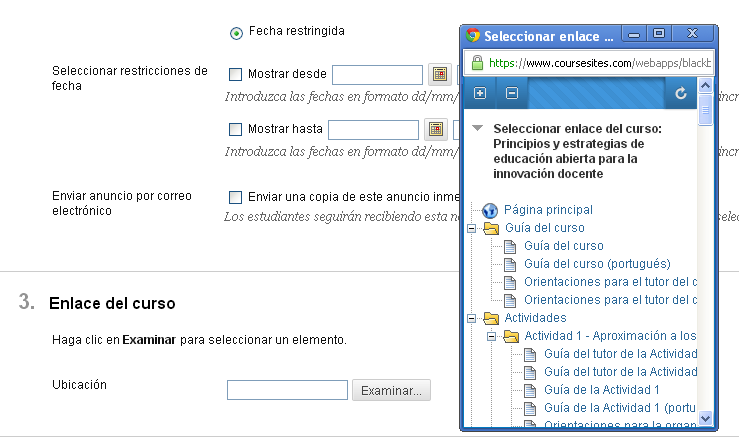 Fecha restringida
Seleccionar restricciones de fecha
Mostrar desde
Introduzca las fechas en formato dd/mm/
Mostrar hasta
Introduzca las fechas en formato dd/mm/
incr
Enviar anuncio por correo electrónico
Enviar una copia de este anuncio inme
Los estudiantes seguirán recibiendo esta no
selec
3. Enlace del curso
Haga clic en Examinar para seleccionar un elemento.
Ubicación
Examinar...
Seleccionar enlace ...
https://www.coursesites.com/webapps/blackb
Seleccionar enlace del curso:
Principios y estrategias de
educación abierta para la
innovación docente
Página principal
Guía del curso
Guía del curso
Guía del curso (portugués)
Orientaciones para el tutor del c
Orientaciones para el tutor del c
Actividades
Actividad 1 - Aproximación a los
Guía del tutor de la Actividad
Guía del tutor de la Actividad
Guía de la Actividad 1
Guía de la Actividad 1 (portu
Orientaciones para la organ